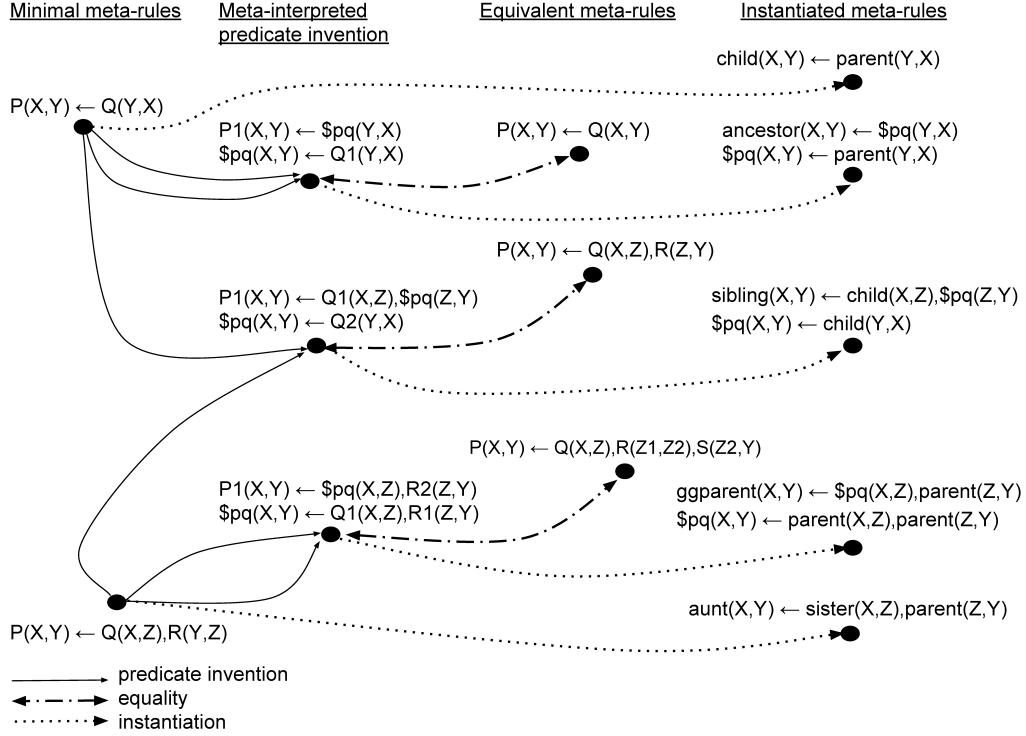 Minimal meta-rules
Meta-interpreted
predicate invention
Equivalent meta-rules
Instantiated meta-rules
child(X,Y) ← parent(Y,X)
P(X,Y) ← Q(Y,X)
P1(X,Y) ← $pq(Y,X)
$pq(X,Y) ← Q1(Y,X)
P(X,Y) ← Q(X,Y)
ancestor(X,Y) ← $pq(Y,X)
$pq(X,Y) ← parent(Y,X)
P(X,Y) ← Q(X,Z),R(Z,Y)
P1(X,Y) ← Q1(X,Z),$pq(Z,Y)
$pq(X,Y) ← Q2(Y,X)
sibling(X,Y) ← child(X,Z),$pq(Z,Y)
$pq(X,Y) ← child(Y,X)
P(X,Y) ← Q(X,Z),R(Z1,Z2),S(Z2,Y)
P1(X,Y) ← $pq(X,Z),R2(Z,Y)
$pq(X,Y) ← Q1(X,Z),R1(Z,Y)
ggparent(X,Y) ← $pq(X,Z),parent(Z,Y)
$pq(X,Y) ← parent(X,Z),parent(Z,Y)
aunt(X,Y) ← sister(X,Z),parent(Z,Y)
P(X,Y) ← Q(X,Z),R(Y,Z)
predicate invention
equality
instantiation